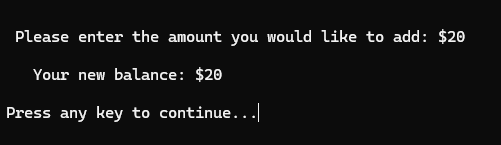 Please enter the amount you would like to add: $20
Your new balance: $20
Press any key to continue...